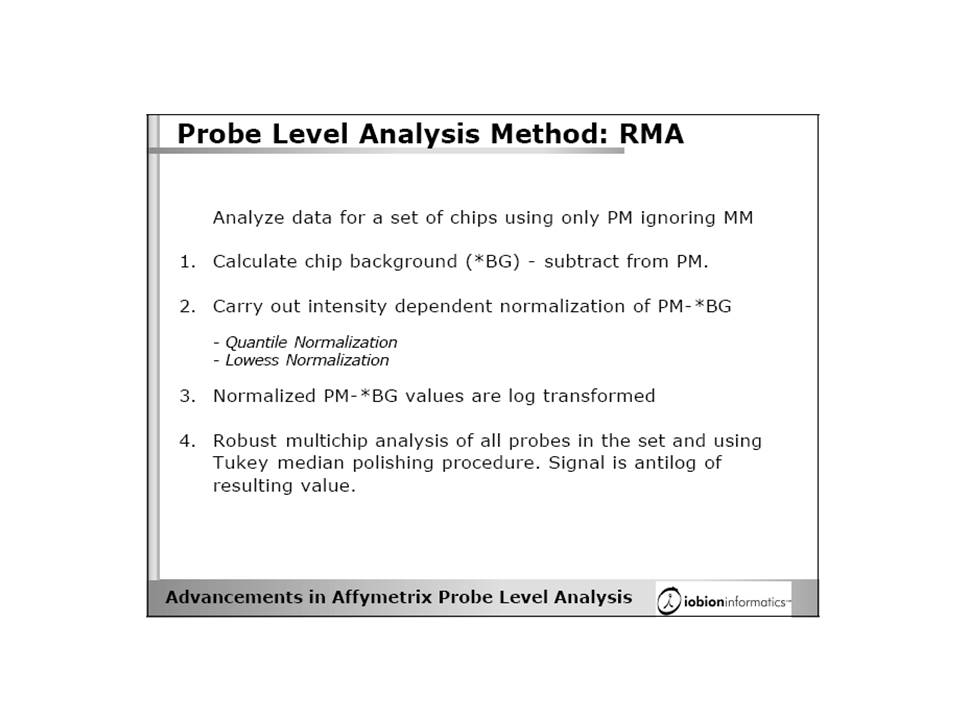 Probe Level Analysis Method: RMA
Analyze data for a set of chips using only PM ignoring MM
1. Calculate chip background (*BG) - subtract from PM.
2. Carry out intensity dependent normalization of PM-*BG
- Quantile Normalization
- Lowess Normalization
3. Normalized PM-*BG values are log transformed
4. Robust multichip analysis of all probes in the set and using
Tukey median polishing procedure. Signal is antilog of
resulting value.
Advancements in Affymetrix Probe Level Analysis
iobioninformatics™